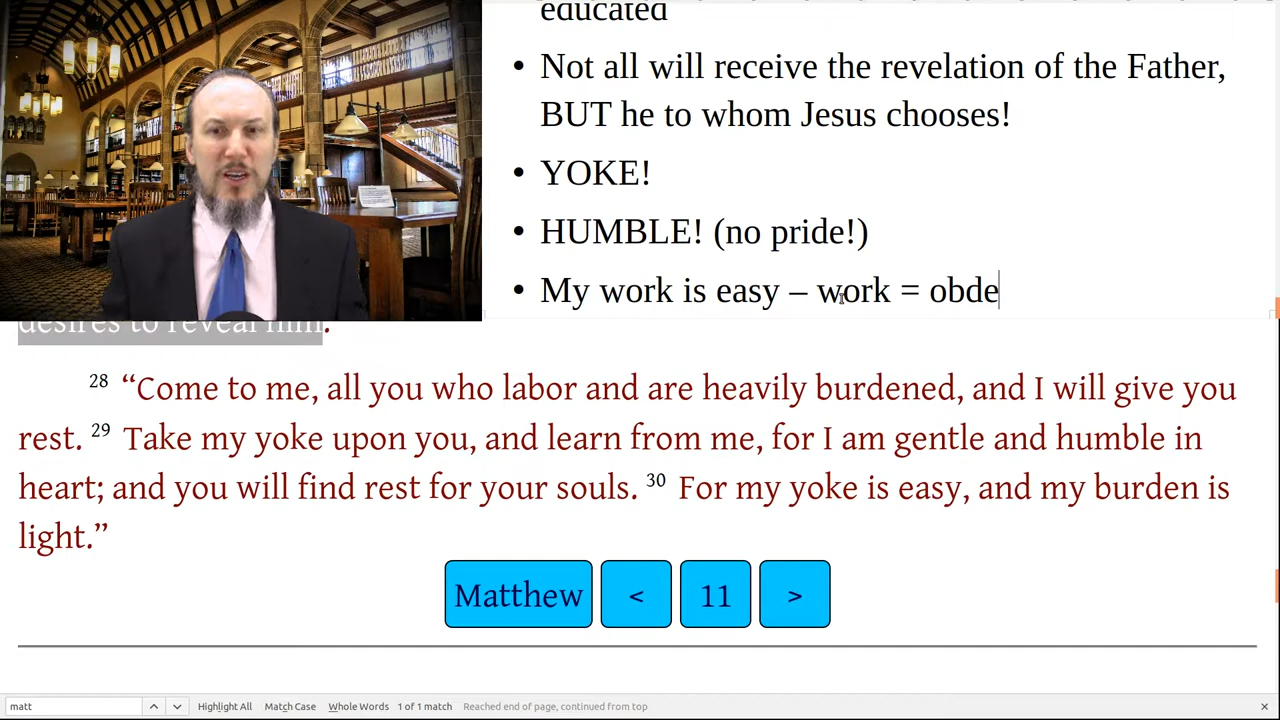 educated
• Not all will receive the revelation of the Father,
BUT he to whom Jesus chooses!
• YOKE!
• HUMBLE! (no pride!)
• My work is easy – work = obde
desires to reveal him.
28 “Come to me, all you who labor and are heavily burdened, and I will give you
rest. 29 Take my yoke upon you, and learn from me, for I am gentle and humble in
heart; and you will find rest for your souls. 30 For my yoke is easy, and my burden is
light.”
Matthew < 11 >
matt Highlight All Match Case Whole Words 1 of 1 match Reached end of page, continued from top